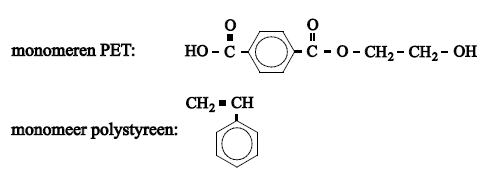 monomeren PET: HO – C – C – O – CH₂ – CH₂ – OH
O O
CH₂ = CH
monomeer polystyreen: